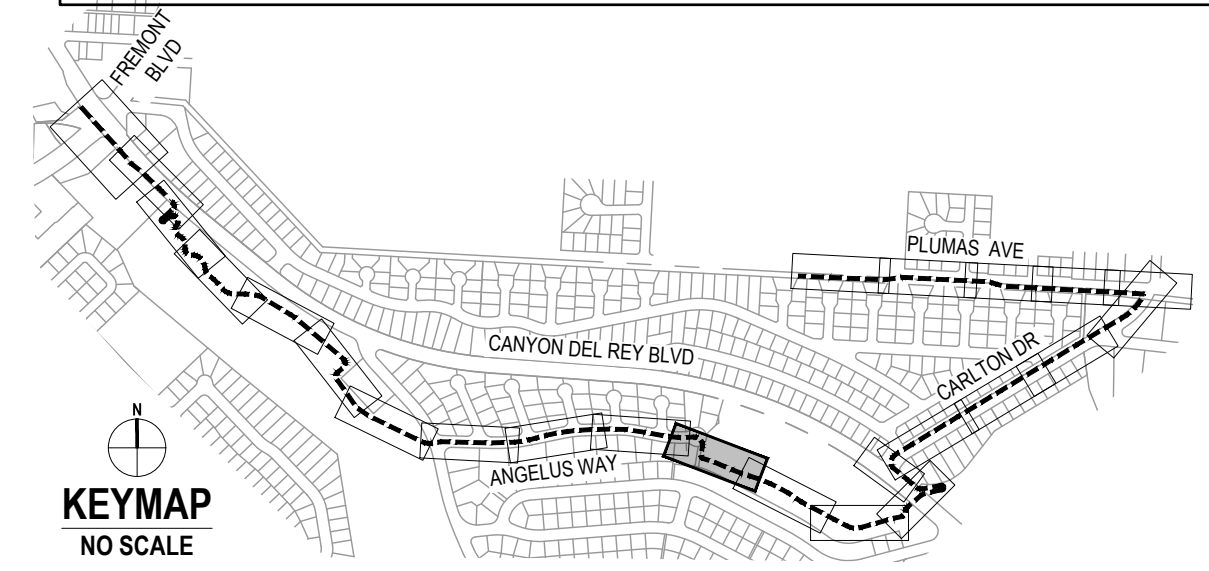 FREMONT
BLVD
PLUMAS AVE
CANYON DEL REY BLVD
CARLTON DR
ANGELUS WAY
N
KEYMAP
NO SCALE